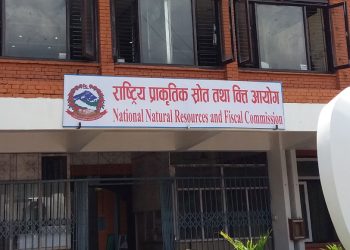 राष्ट्रिय प्राकृतिक स्रोत तथा वित्त आयोग
National Natural Resources and Fiscal Commission